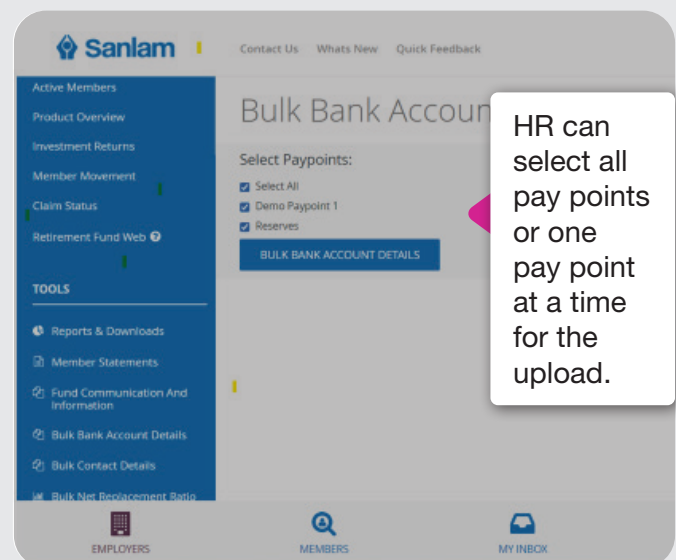 Sanlam
Contact Us Whats New Quick Feedback
Active Members
Product Overview
Investment Returns
Member Movement
Claim Status
Retirement Fund Web ?
TOOLS
Reports & Downloads
Member Statements
Fund Communication And
Information
Bulk Bank Account Details
Bulk Contact Details
Bulk Net Replacement Ratio
Bulk Bank Accoun
Select Paypoints:
Select All
Demo Paypoint 1
Reserves
BULK BANK ACCOUNT DETAILS
HR can
select all
pay points
or one
pay point
at a time
for the
upload.
EMPLOYERS
MEMBERS
MY INBOX